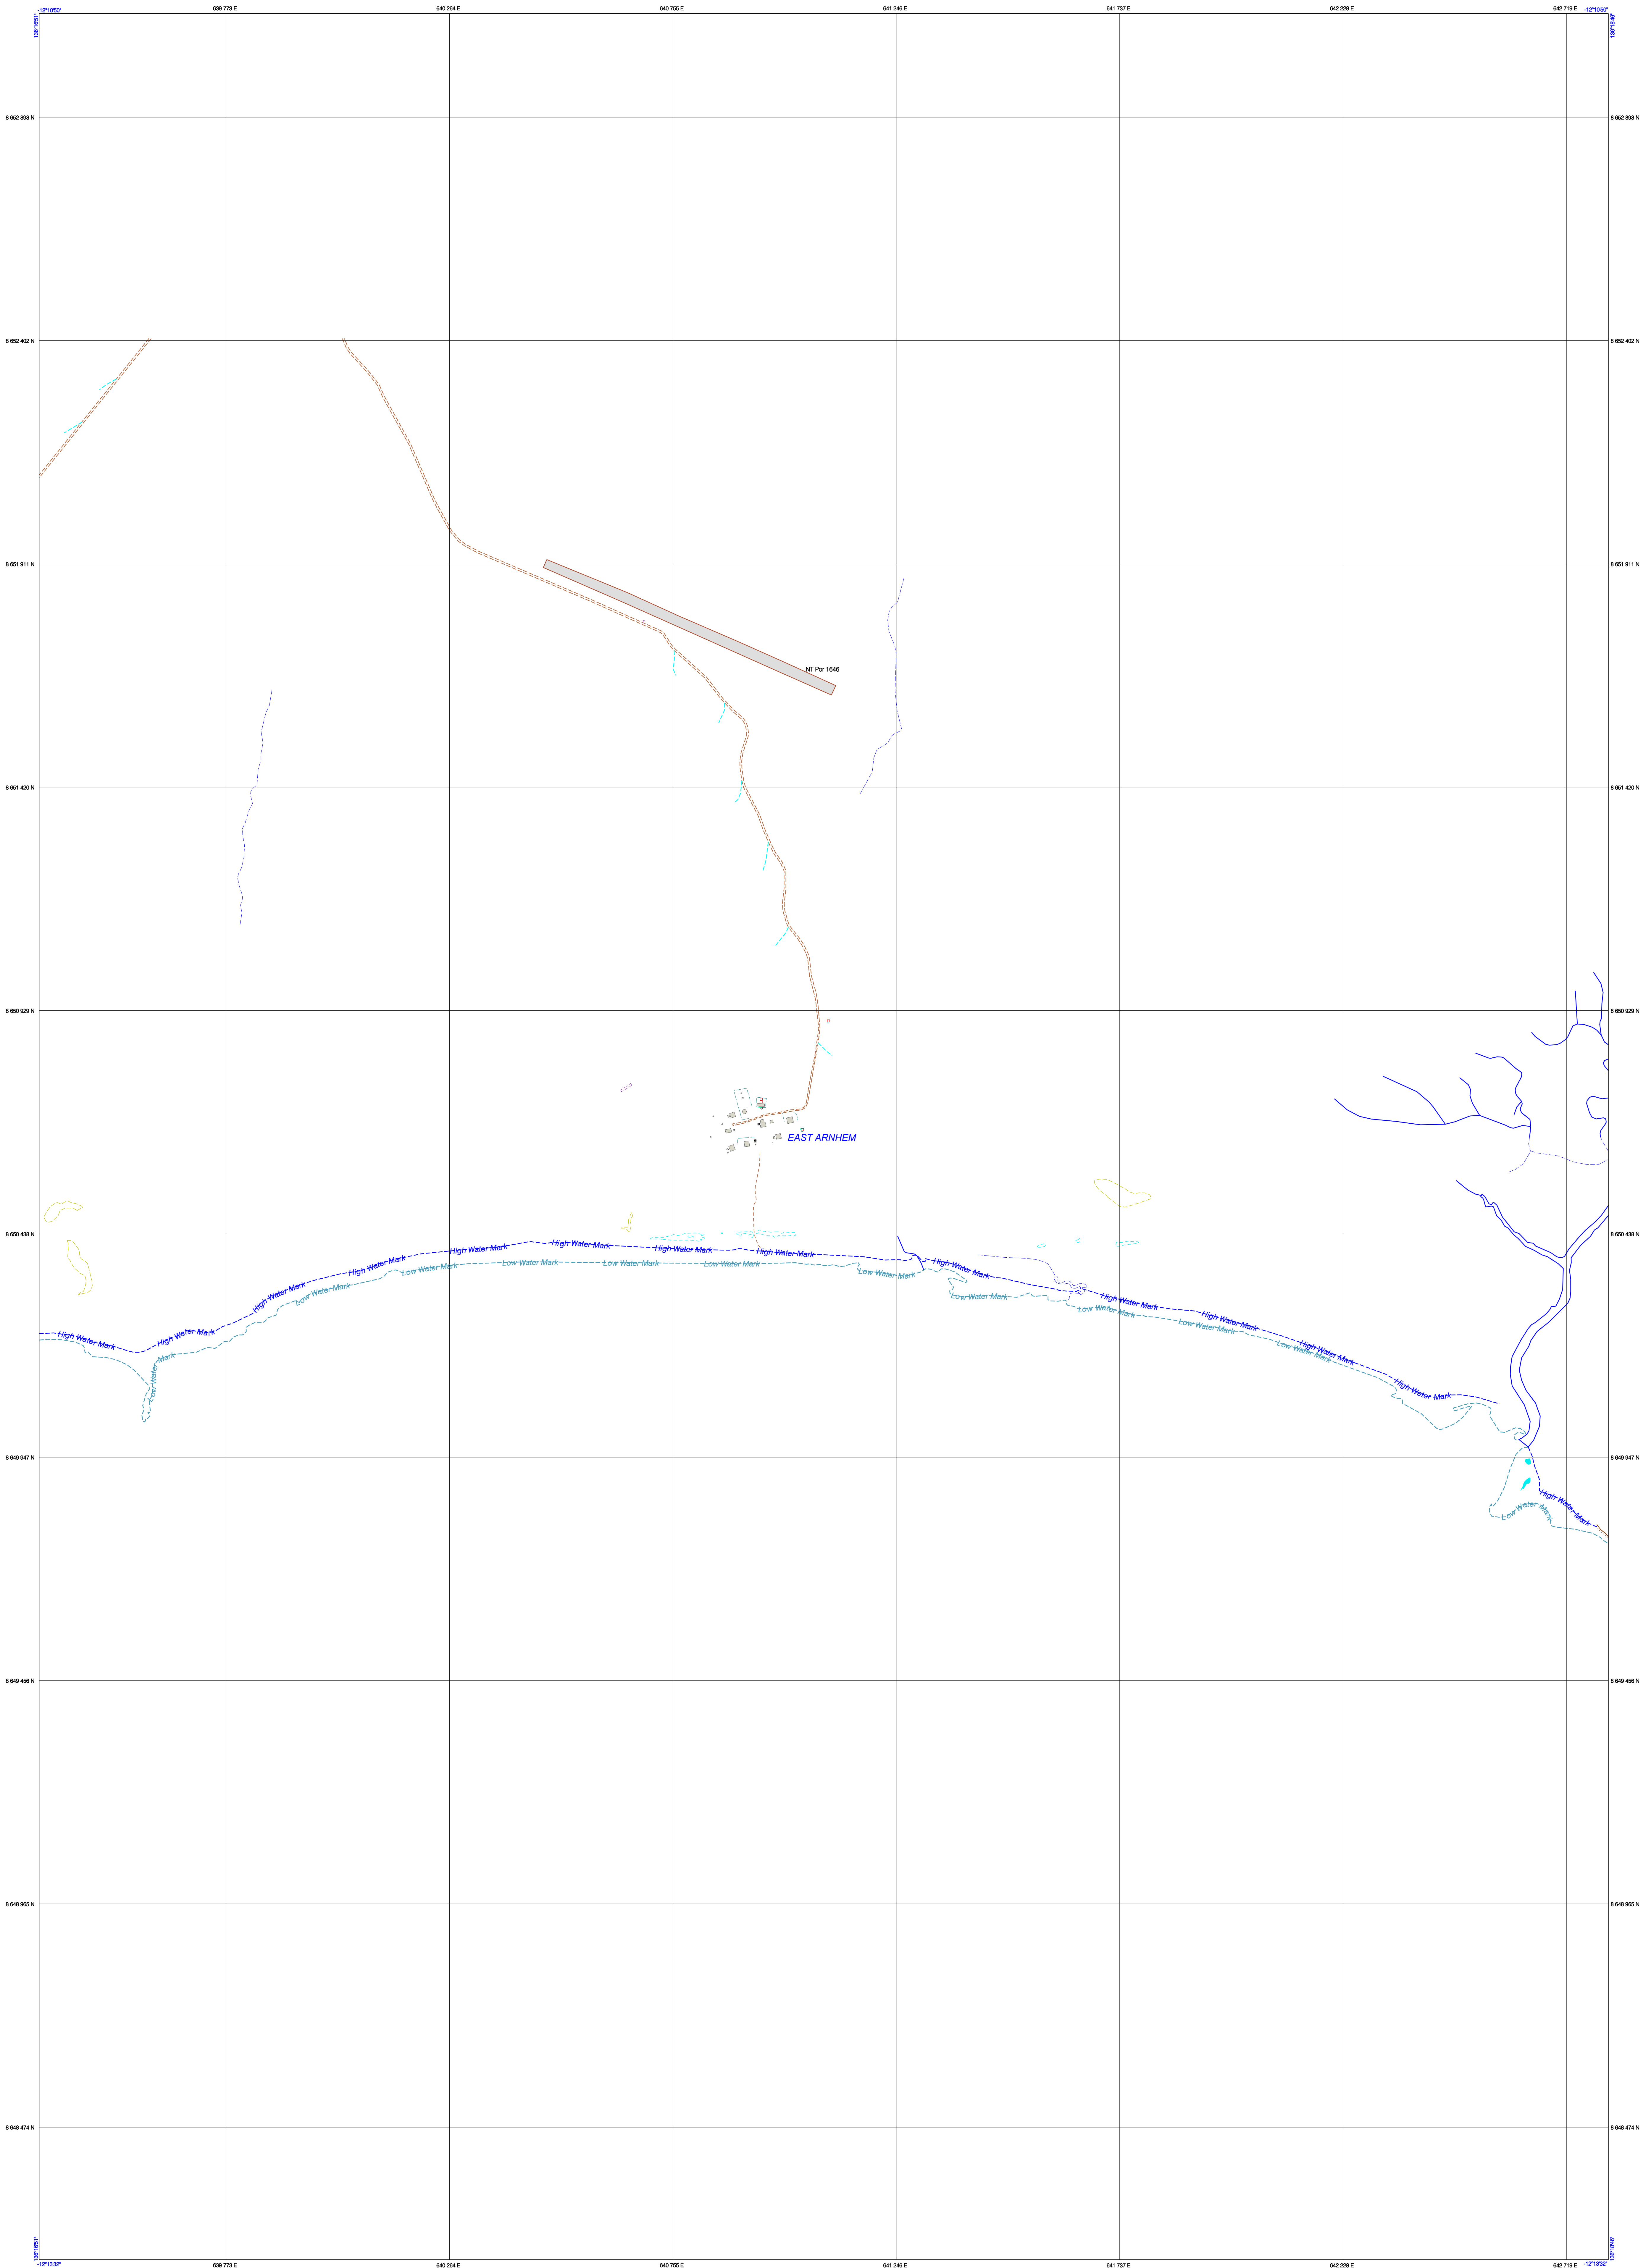 639 773 E
640 264 E
640 755 E
641 246 E
641 737 E
642 228 E
642 719 E
-12°10'50"
-12°10'50"
136°16'51"
136°18'46"
8 652 893 N
8 652 893 N
8 652 402 N
8 652 402 N
8 651 911 N
8 651 911 N
NT Por 1646
8 651 420 N
8 651 420 N
8 650 929 N
8 650 929 N
EAST ARNHEM
8 650 438 N
8 650 438 N
High Water Mark
High Water Mark
High Water Mark
High Water Mark
High Water Mark
High Water Mark
High Water Mark
High Water Mark
High Water Mark
High Water Mark
High Water Mark
High Water Mark
High Water Mark
High Water Mark
Low Water Mark
Low Water Mark
Low Water Mark
Low Water Mark
Low Water Mark
Low Water Mark
Low Water Mark
Low Water Mark
Low Water Mark
Low Water Mark
Low Water Mark
Low Water Mark
8 649 947 N
8 649 947 N
8 649 456 N
8 649 456 N
8 648 965 N
8 648 965 N
8 648 474 N
8 648 474 N
136°16'51"
136°18'46"
-12°13'32"
-12°13'32"
639 773 E
640 264 E
640 755 E
641 246 E
641 737 E
642 228 E
642 719 E